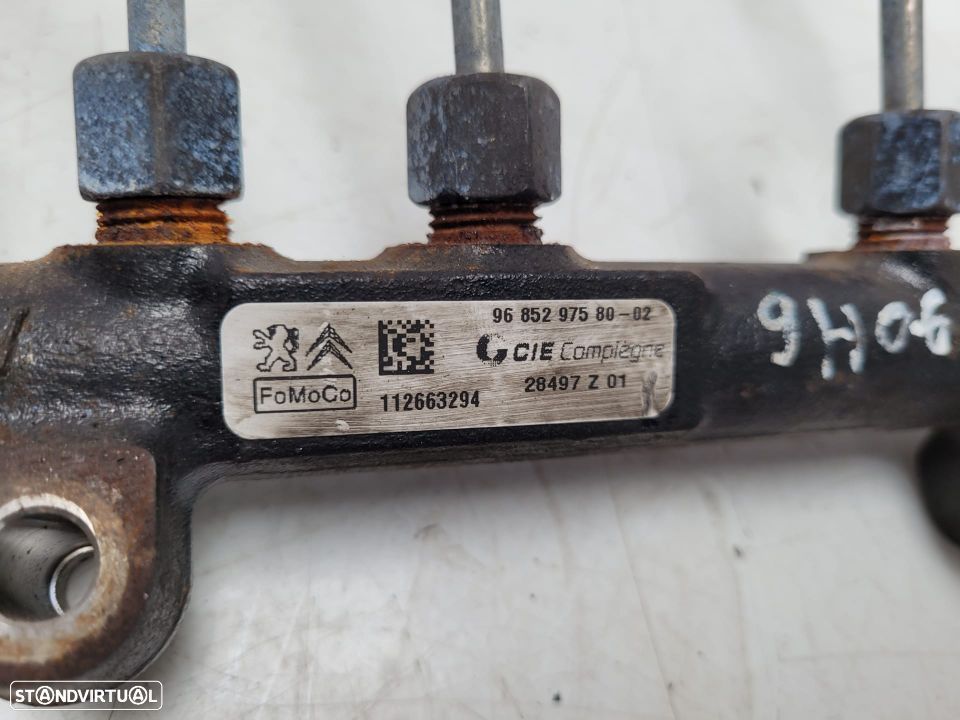 96 852 975 80-02
CIE Compiègne
FoMoCo
112663294
28497 Z 01
9H06
STANDVIRTUAL